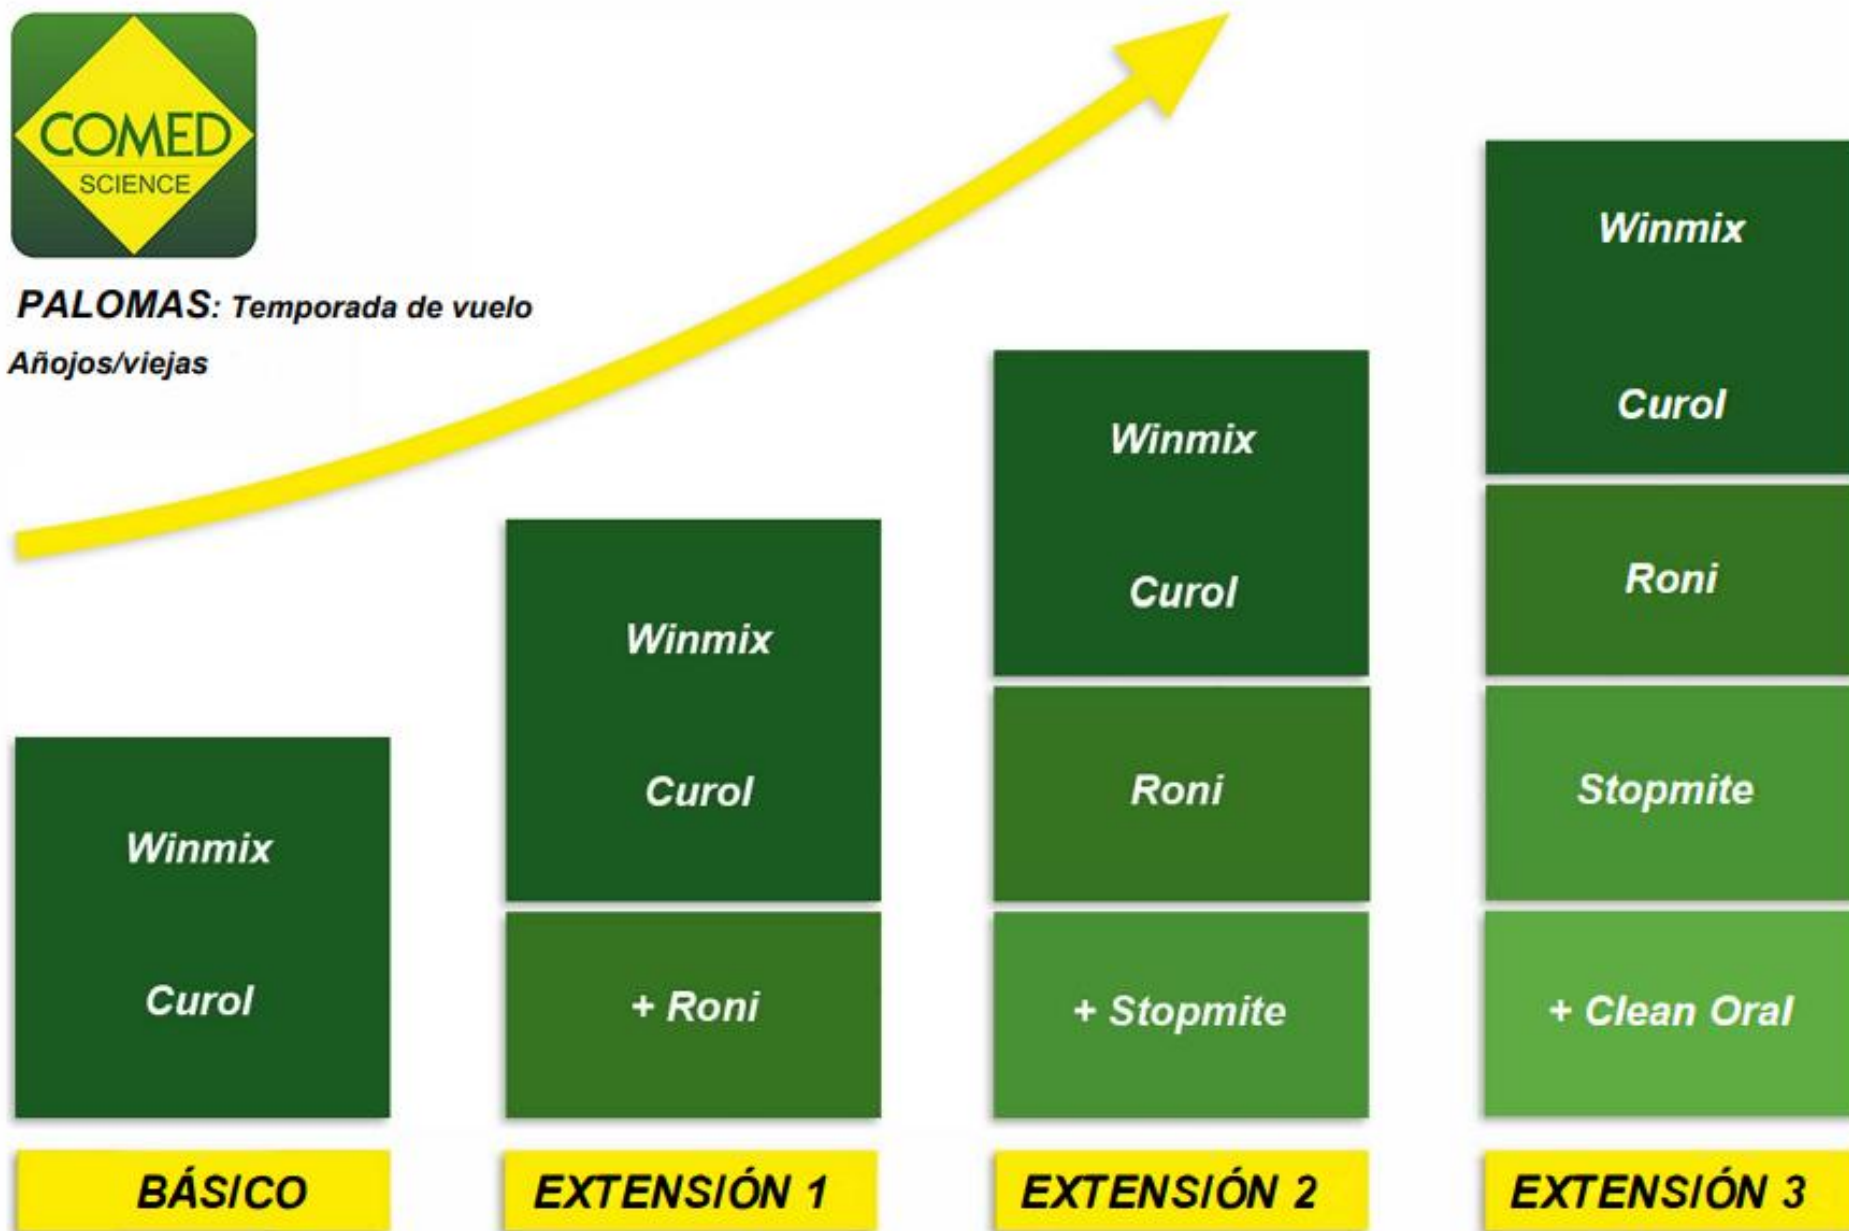 COMED
SCIENCE
PALOMAS: Temporada de vuelo
Añojos/viejas
Winmix
Curol
BÁSICO
Winmix
Curol
+ Roni
EXTENSIÓN 1
Winmix
Curol
Roni
+ Stopmite
EXTENSIÓN 2
Winmix
Curol
Roni
Stopmite
+ Clean Oral
EXTENSIÓN 3